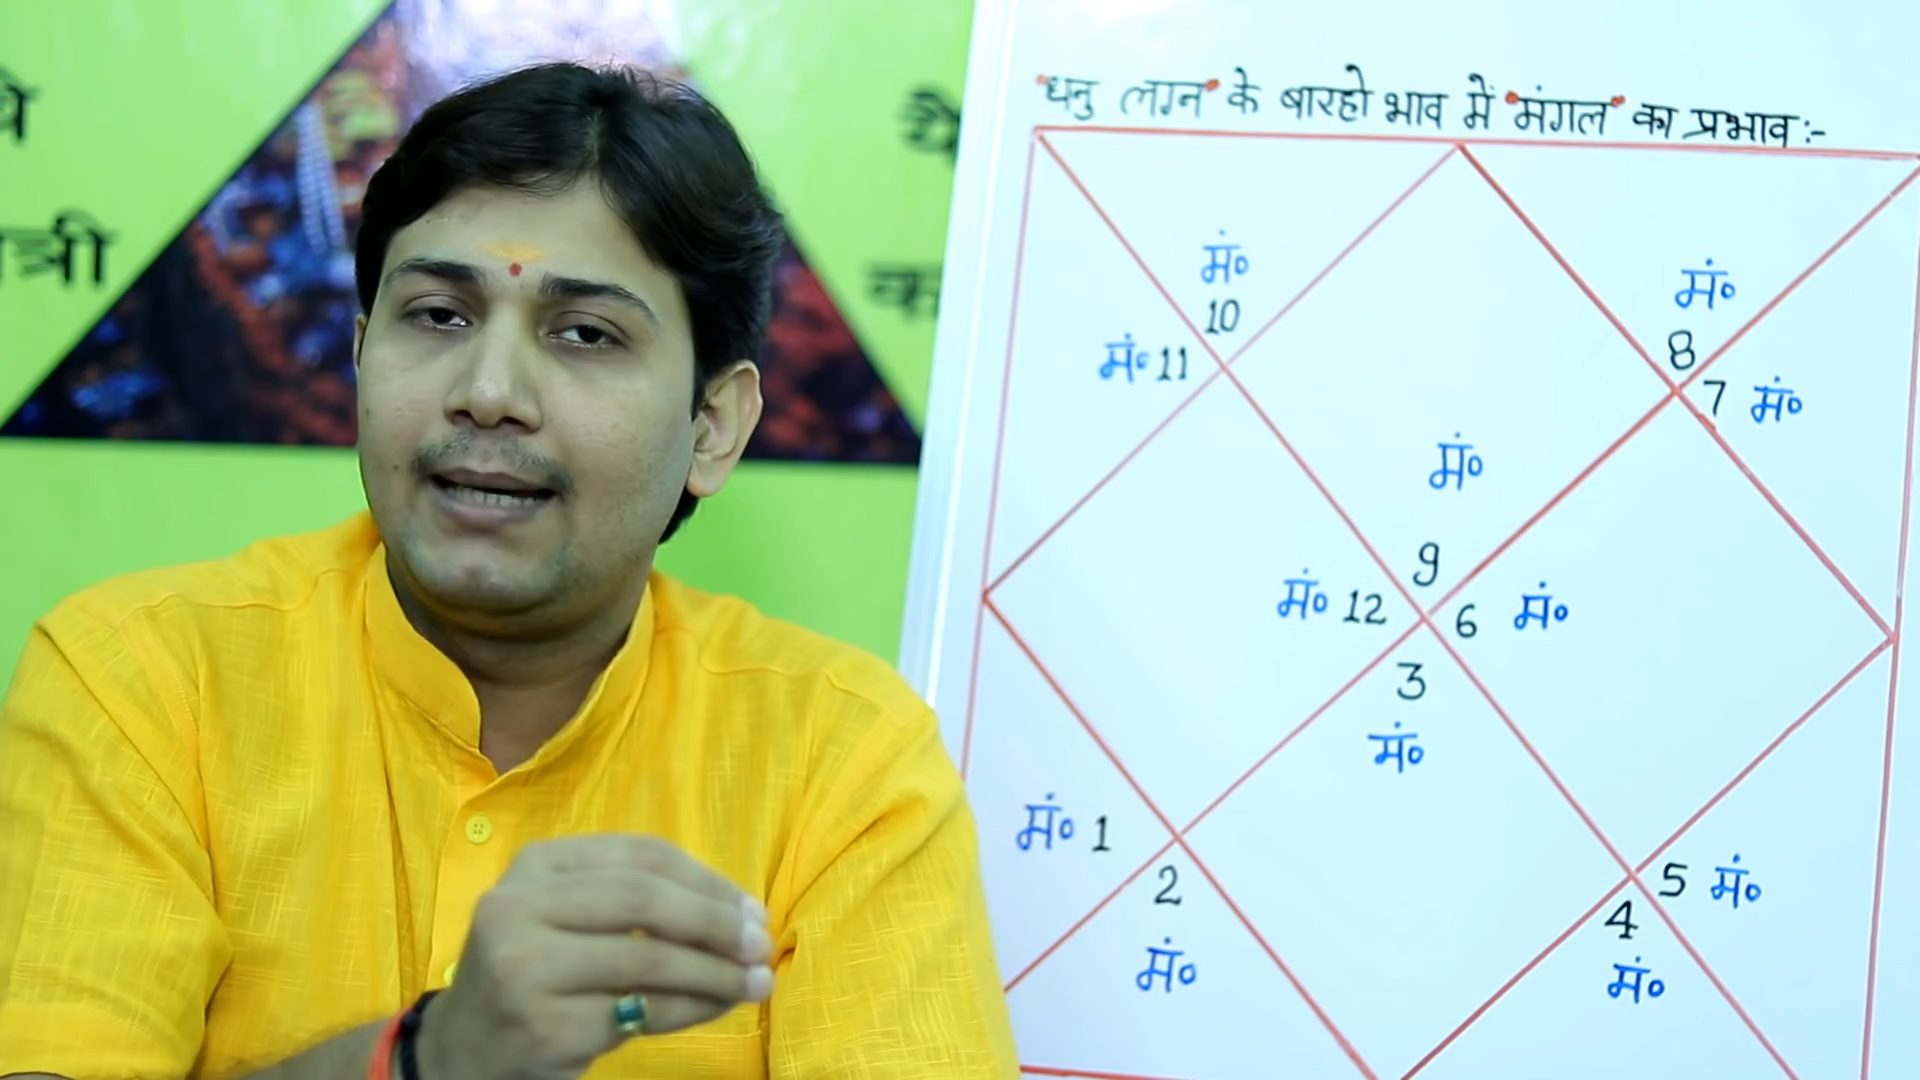 "धनु लग्न" के बारहो भाव में "मंगल" का प्रभाव :-
मं०
10
मं० 11
मं०
8
7 मं०
मं०
9
मं० 12
6 मं०
3
मं०
मं० 1
2
मं०
5 मं०
4
मं०